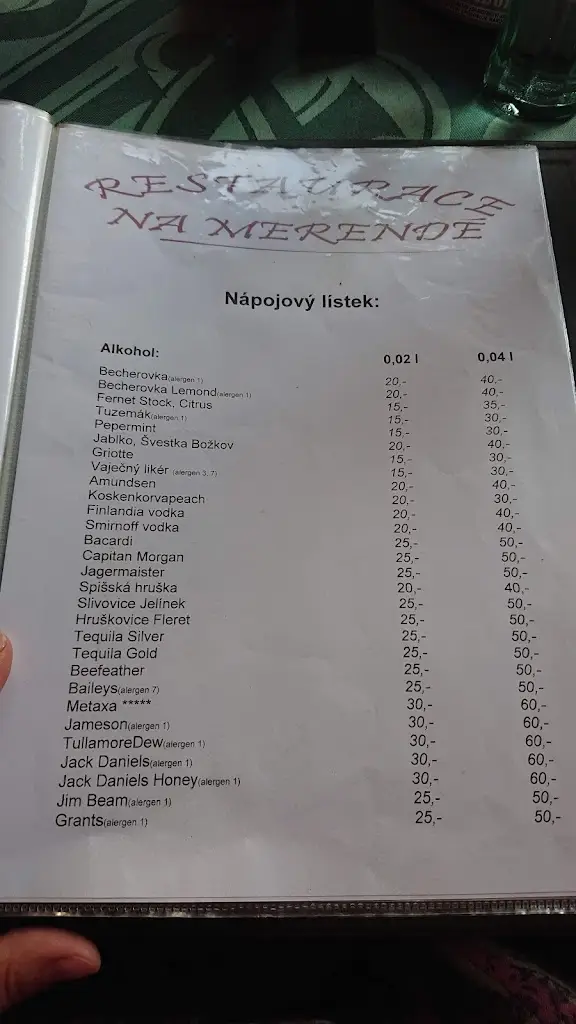 RESTAURACE
NA MERENDĚ
Nápojový lístek:
Alkohol: 0,02 l 0,04 l
Becherovka(alergen 1) 20,- 40,-
Becherovka Lemond(alergen 1) 20,- 40,-
Fernet Stock, Citrus 15,- 35,-
Tuzemák(alergen 1) 15,- 30,-
Pepermint 15,- 30,-
Jablko, Švestka Božkov 20,- 40,-
Griotte 15,- 30,-
Vaječný likér (alergen 3, 7) 15,- 30,-
Amundsen 20,- 40,-
Koskenkorvapeach 20,- 30,-
Finlandia vodka 20,- 40,-
Smirnoff vodka 20,- 40,-
Bacardi 25,- 50,-
Capitan Morgan 25,- 50,-
Jagermaister 25,- 50,-
Spišská hruška 20,- 40,-
Slivovice Jelínek 25,- 50,-
Hruškovice Fleret 25,- 50,-
Tequila Silver 25,- 50,-
Tequila Gold 25,- 50,-
Beefeather 25,- 50,-
Baileys(alergen 7) 25,- 50,-
Metaxa ***** 30,- 60,-
Jameson(alergen 1) 30,- 60,-
TullamoreDew(alergen 1) 30,- 60,-
Jack Daniels(alergen 1) 30,- 60,-
Jack Daniels Honey(alergen 1) 30,- 60,-
Jim Beam(alergen 1) 25,- 50,-
Grants(alergen 1) 25,- 50,-